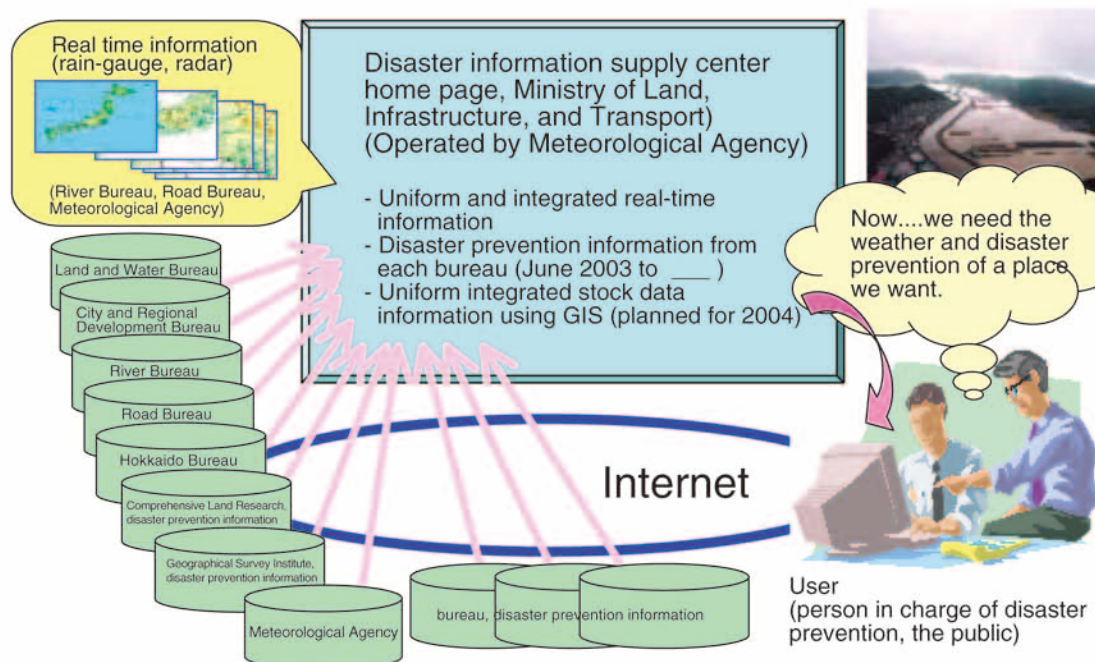 Real time information
(rain-gauge, radar)
(River Bureau, Road Bureau,
Meteorological Agency)
Disaster information supply center
home page, Ministry of Land,
Infrastructure, and Transport)
(Operated by Meteorological Agency)
- Uniform and integrated real-time
information
- Disaster prevention information from
each bureau (June 2003 to ___ )
- Uniform integrated stock data
information using GIS (planned for 2004)
Now....we need the
weather and disaster
prevention of a place
we want.
Land and Water Bureau
City and Regional
Development Bureau
River Bureau
Road Bureau
Hokkaido Bureau
Comprehensive Land Research,
disaster prevention information
Geographical Survey Institute,
disaster prevention information
Meteorological Agency
bureau, disaster prevention information
Internet
User
(person in charge of disaster
prevention, the public)